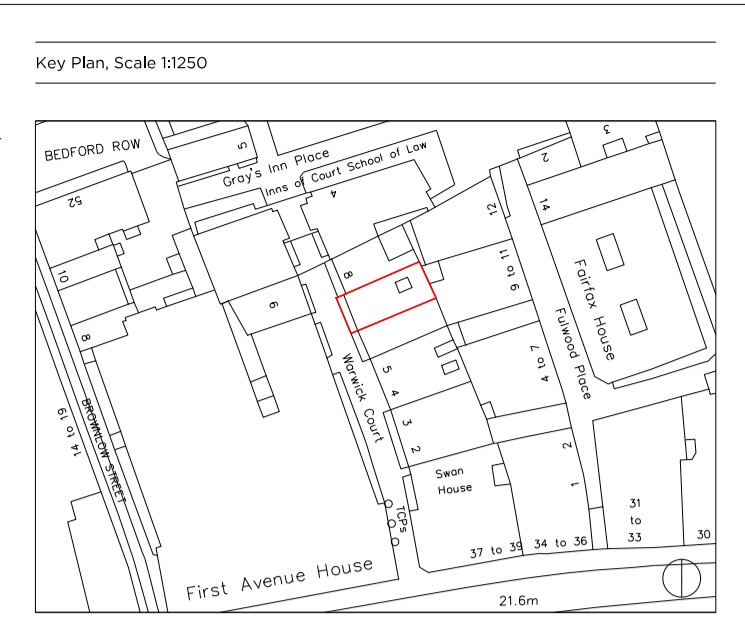 Key Plan, Scale 1:1250
BEDFORD ROW
5
3
Gray's Inn Place
Inns of Court School of Law
2
52
4
12
14
10
8
9 to 11
Fairfax House
6
8
Fulwood Place
Warwick Court
5
4
4 to 7
14 to 19
BROWNLOW STREET
3
2
2
Swan
House
1
31
to
33
30
TCPs
37 to 39
34 to 36
First Avenue House
21.6m